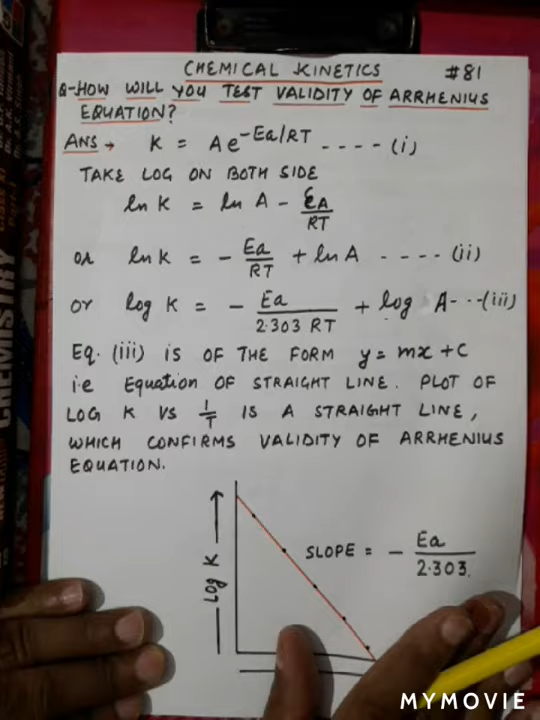 CHEMICAL KINETICS #81
Q-HOW WILL YOU TEST VALIDITY OF ARRHENIUS
EQUATION?
ANS → K = Ae^-Ea/RT ---- (i)
TAKE LOG ON BOTH SIDE
ln K = ln A - EA/RT
or ln K = - Ea/RT + ln A ---- (ii)
or log K = - Ea/2.303 RT + log A---(iii)
Eq. (iii) IS OF THE FORM y = mx + C
i.e EQUATION OF STRAIGHT LINE. PLOT OF
LOG K VS 1/T IS A STRAIGHT LINE,
WHICH CONFIRMS VALIDITY OF ARRHENIUS
EQUATION.
LOG K →
SLOPE = - Ea/2.303
MYMOVIE
CHEMISTRY